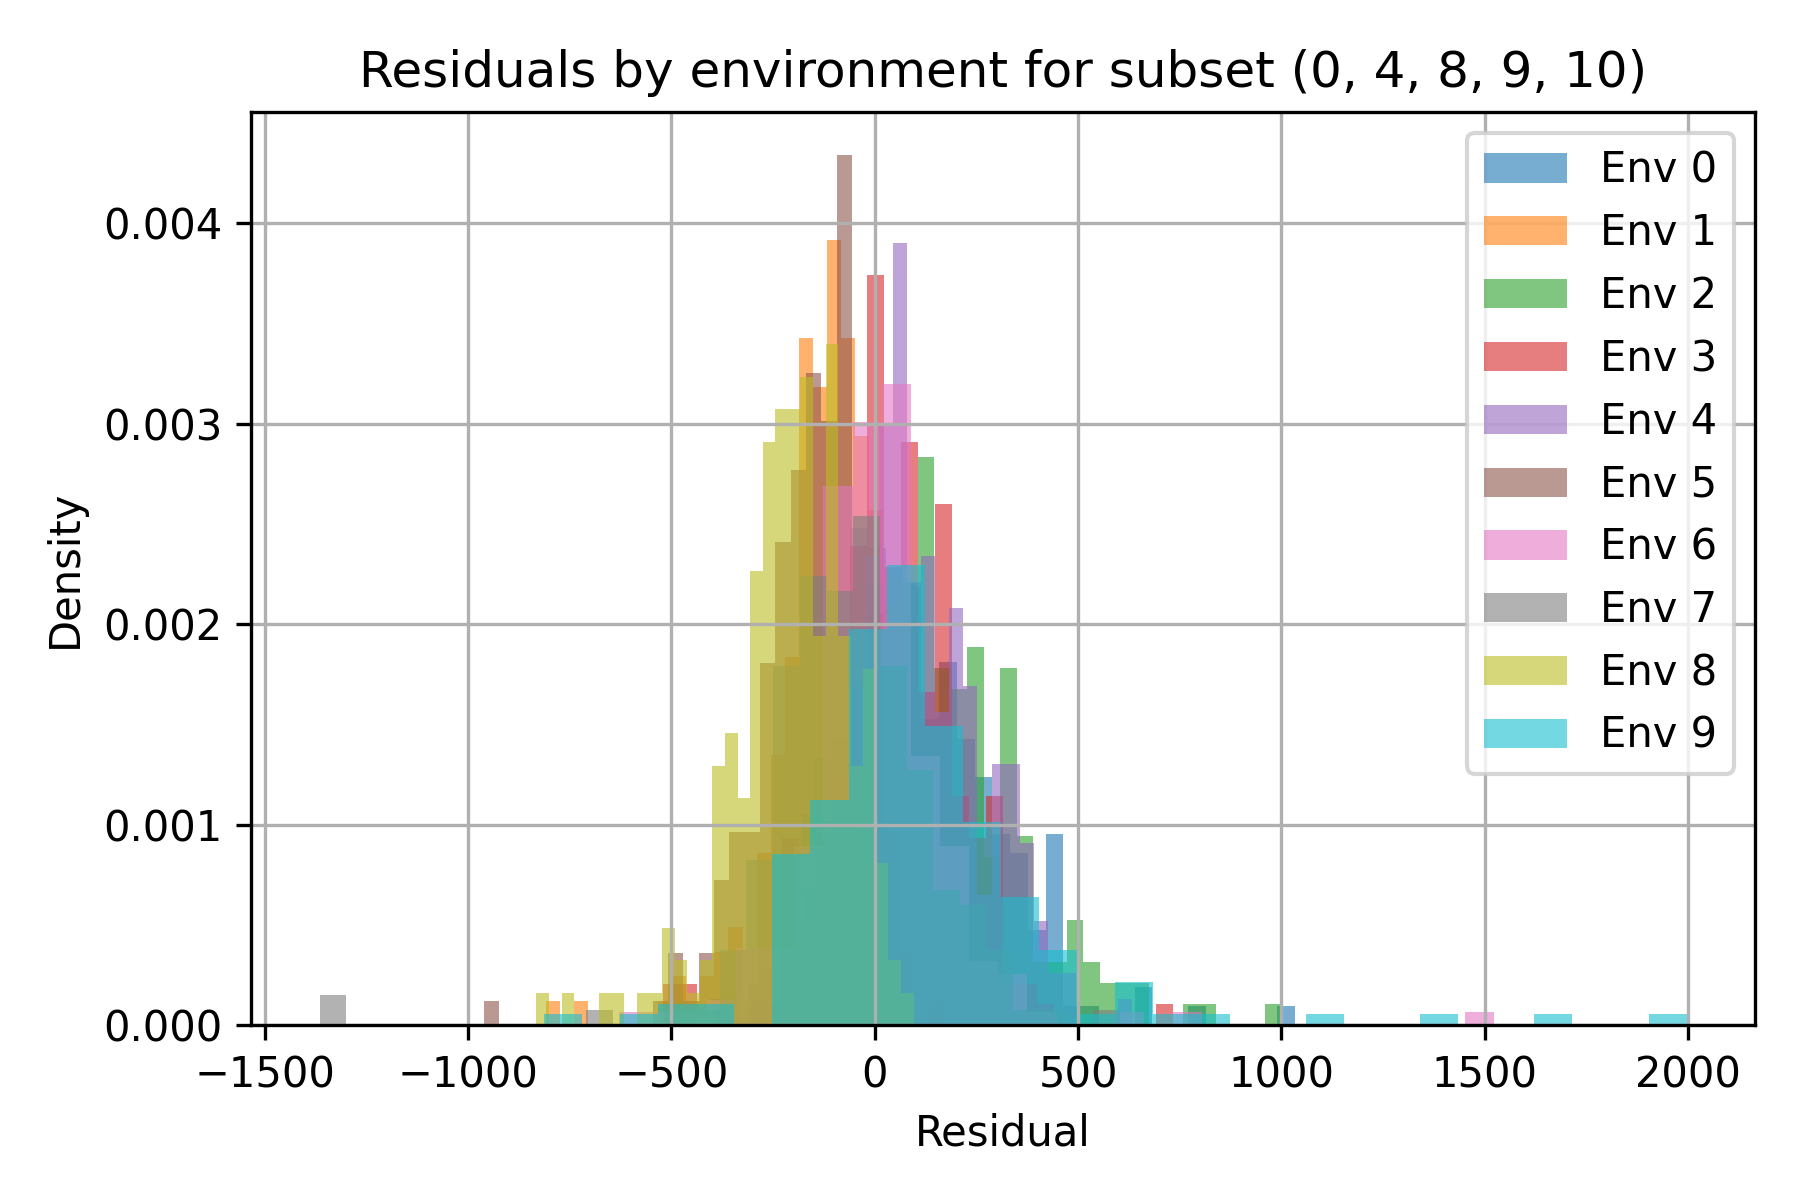 Residuals by environment for subset (0, 4, 8, 9, 10)
Env 0
Env 1
Env 2
Env 3
Env 4
Env 5
Env 6
Env 7
Env 8
Env 9
Density
0.004
0.003
0.002
0.001
0.000
−1500 −1000 −500 0 500 1000 1500 2000
Residual